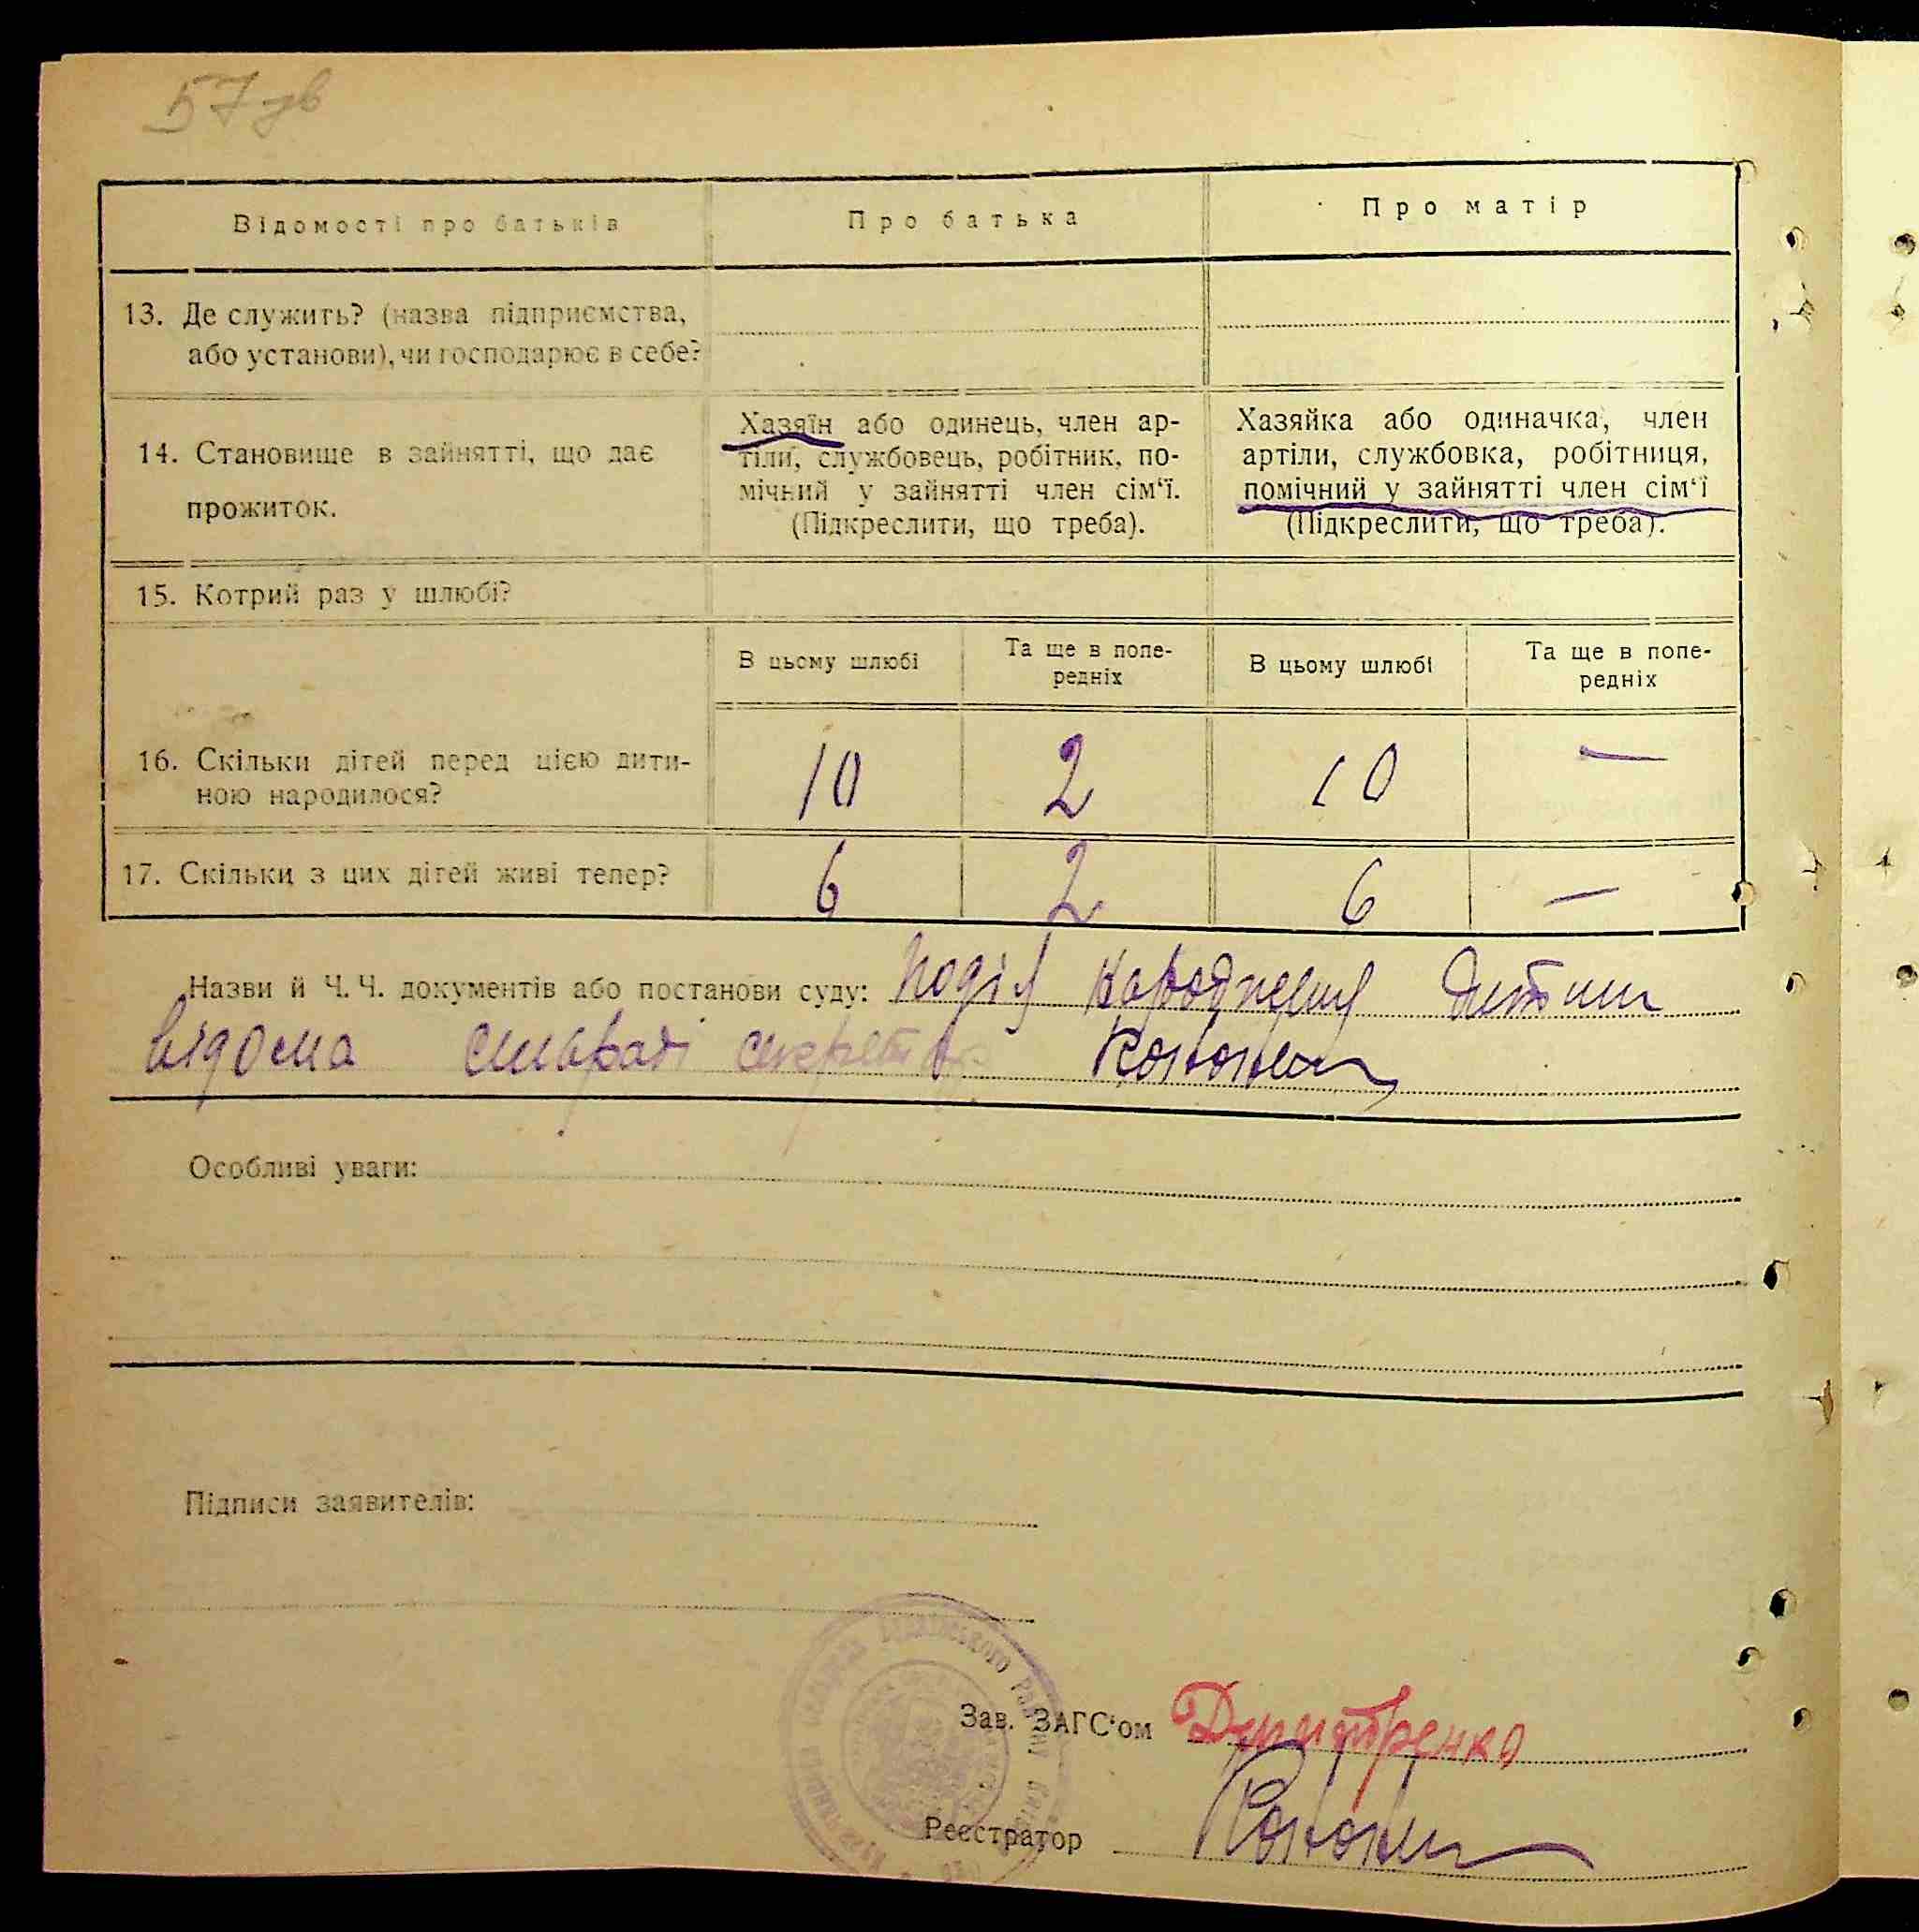 57 зв
Відомості про батьків
Про батька
Про матір
13. Де служить? (назва підприємства,
або установи), чи господарює в себе?
14. Становище в зайнятті, що дає
прожиток.
Хазяїн або одинець, член ар-
тіли, службовець, робітник, по-
мічний у зайнятті член сім‘ї.
(Підкреслити, що треба).
Хазяйка або одиначка, член
артіли, службовка, робітниця,
помічний у зайнятті член сім‘ї
(Підкреслити, що треба).
15. Котрий раз у шлюбі?
В цьому шлюбі
Та ще в попе-
редніх
В цьому шлюбі
Та ще в попе-
редніх
16. Скільки дітей перед цією дити-
ною народилося?
10 2 10 —
17. Скільки з цих дітей живі тепер?
6 2 6 —
Назви й Ч. Ч. документів або постанови суду: Подія народження дитини
відома сільраді секретар
Особливі уваги:
Підписи заявителів:
Зав. ЗАГС‘ом Дмитренко
Реєстратор